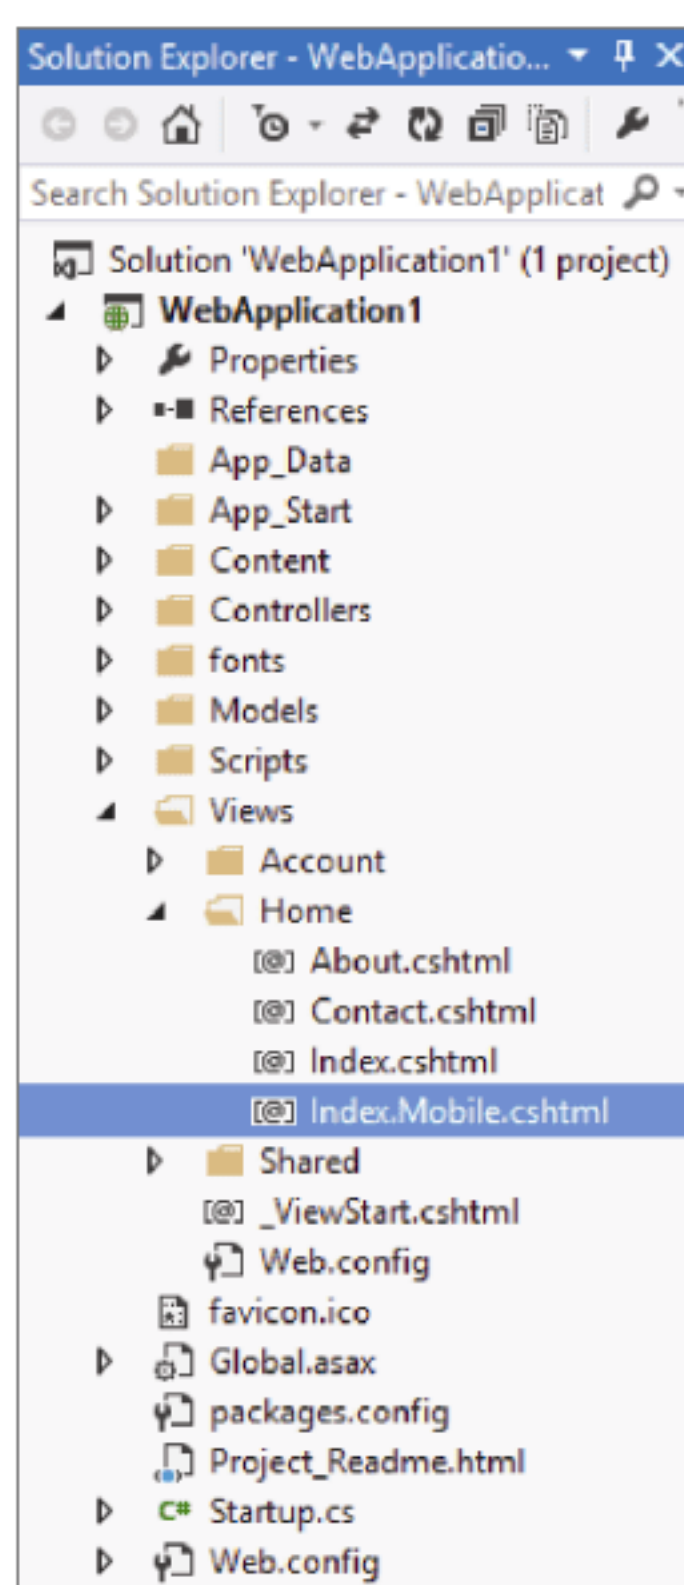 Solution Explorer - WebApplicatio...
Search Solution Explorer - WebApplicat
Solution 'WebApplication1' (1 project)
WebApplication1
Properties
References
App_Data
App_Start
Content
Controllers
fonts
Models
Scripts
Views
Account
Home
[@] About.cshtml
[@] Contact.cshtml
[@] Index.cshtml
[@] Index.Mobile.cshtml
Shared
[@] _ViewStart.cshtml
Web.config
favicon.ico
Global.asax
packages.config
Project_Readme.html
C# Startup.cs
Web.config